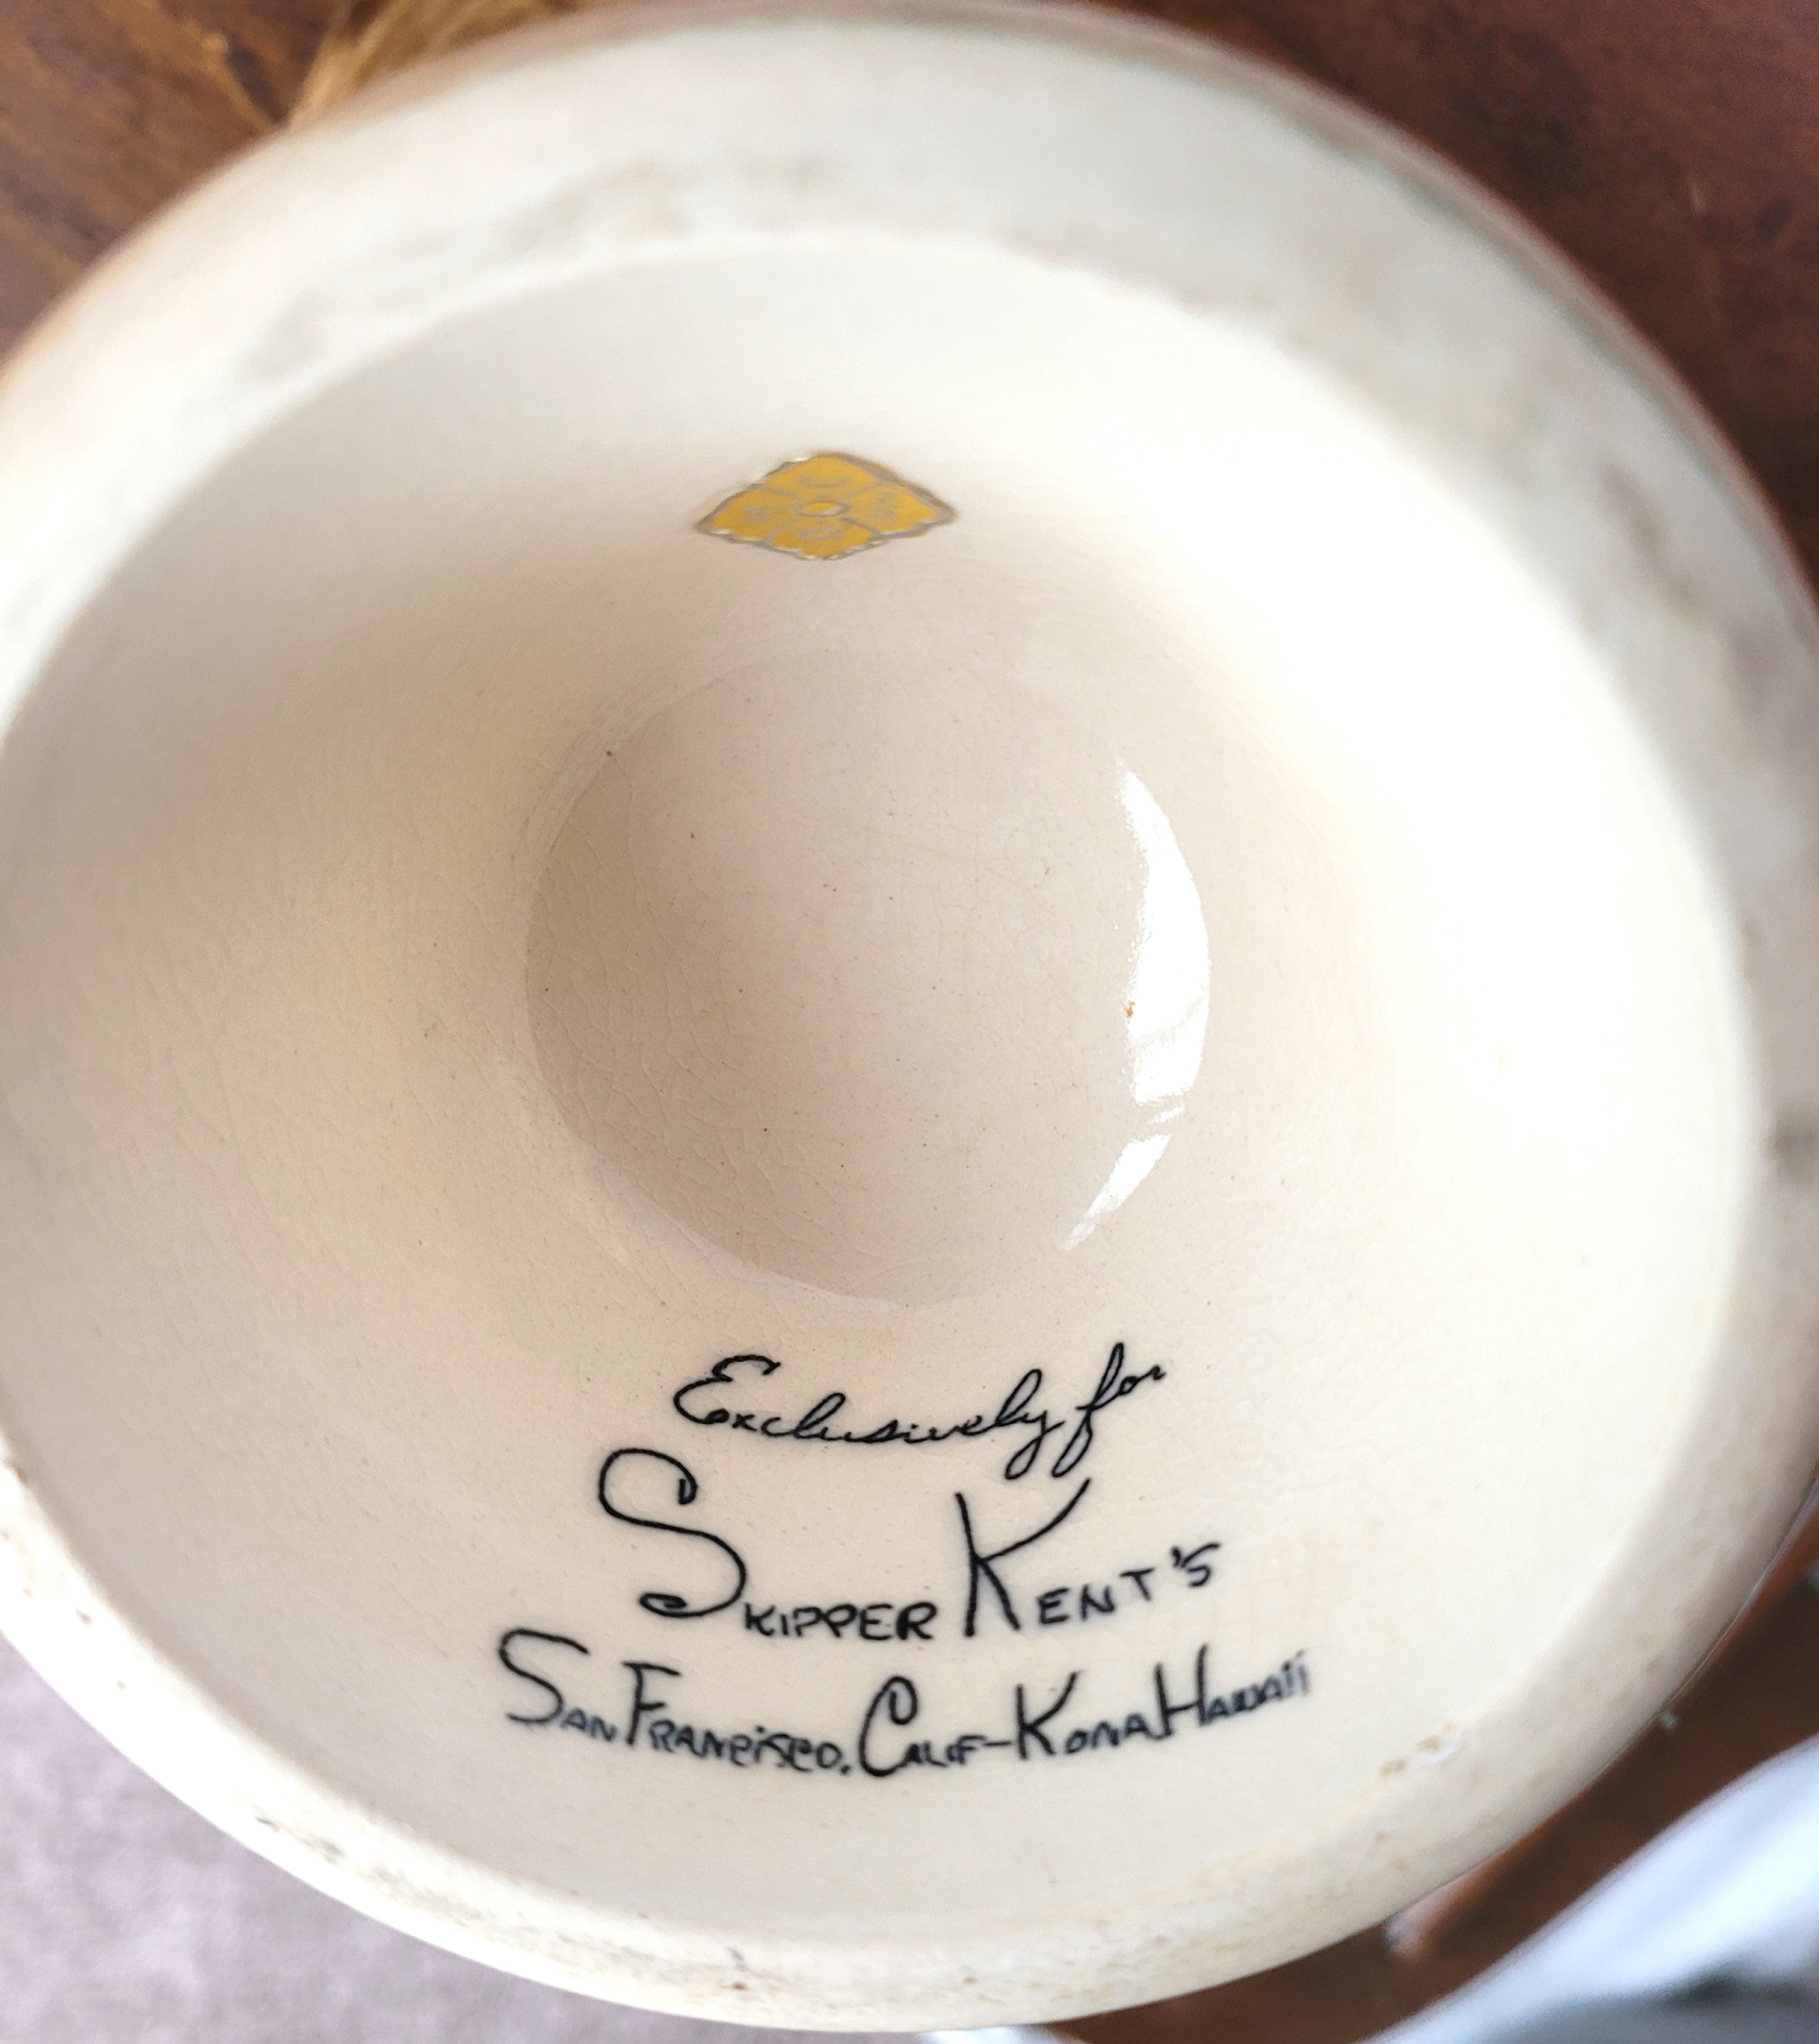 Exclusively for
SKIPPER KENT'S
SAN FRANCISCO, CALIF-KONA HAWAII